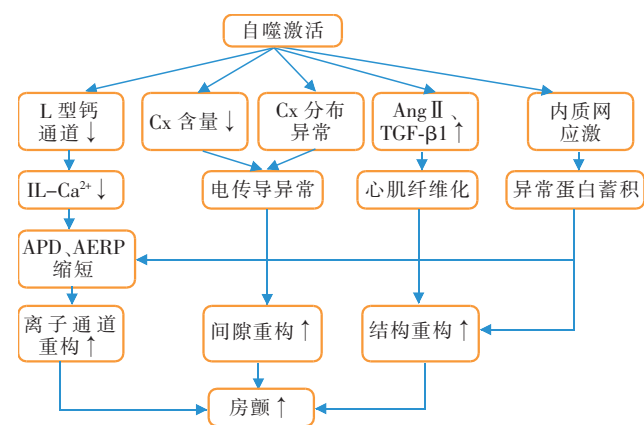 自噬激活
L 型钙
通道↓
Cx 含量↓
Cx 分布
异常
AngⅡ、
TGF-β1↑
内质网
应激
IL-Ca²⁺↓
电传导异常
心肌纤维化
异常蛋白蓄积
APD、AERP
缩短
离子通道
重构↑
间隙重构↑
结构重构↑
房颤↑